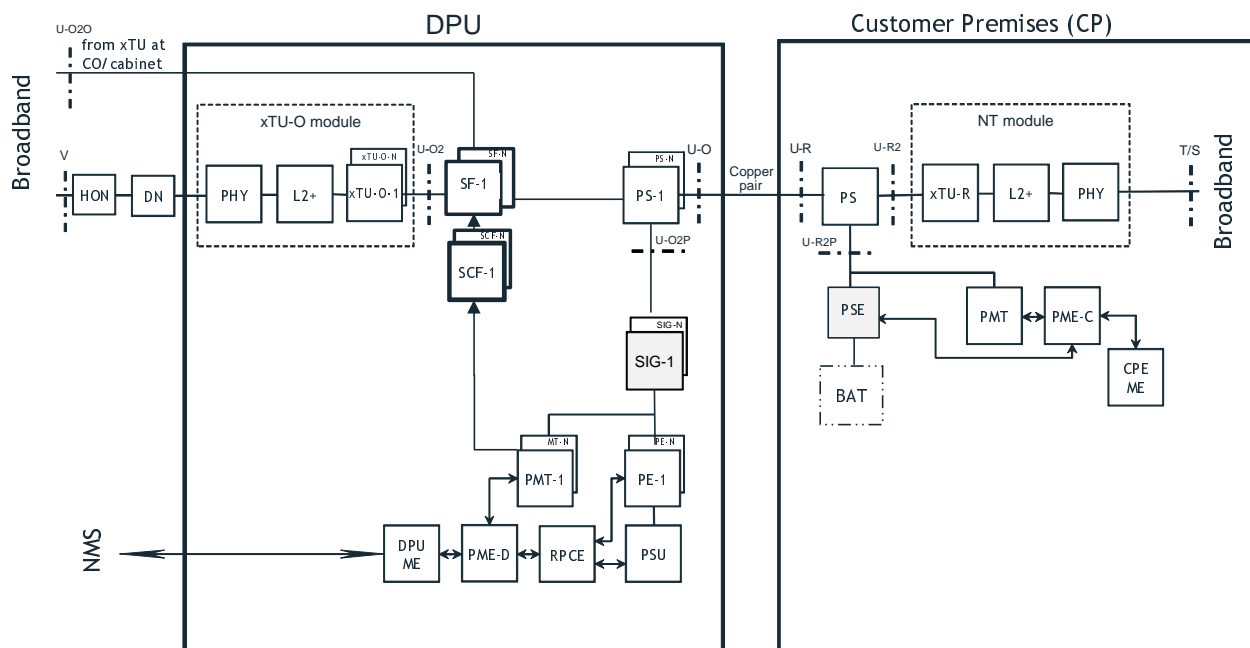 DPU
Customer Premises (CP)
U-O2O
from xTU at
CO/cabinet
Broadband
xTU-O module
NT module
V
U-O2
U-O
U-R
U-R2
T/S
Copper
pair
HON
DN
PHY
L2+
xTU-O-N
xTU-O-1
SF-N
SF-1
PS-N
PS-1
PS
xTU-R
L2+
PHY
Broadband
U-O2P
U-R2P
SCF-N
SCF-1
PSE
PMT
PME-C
SIG-N
SIG-1
CPE
ME
BAT
MT-N
PMT-1
PE-N
PE-1
NMS
DPU
ME
PME-D
RPCE
PSU